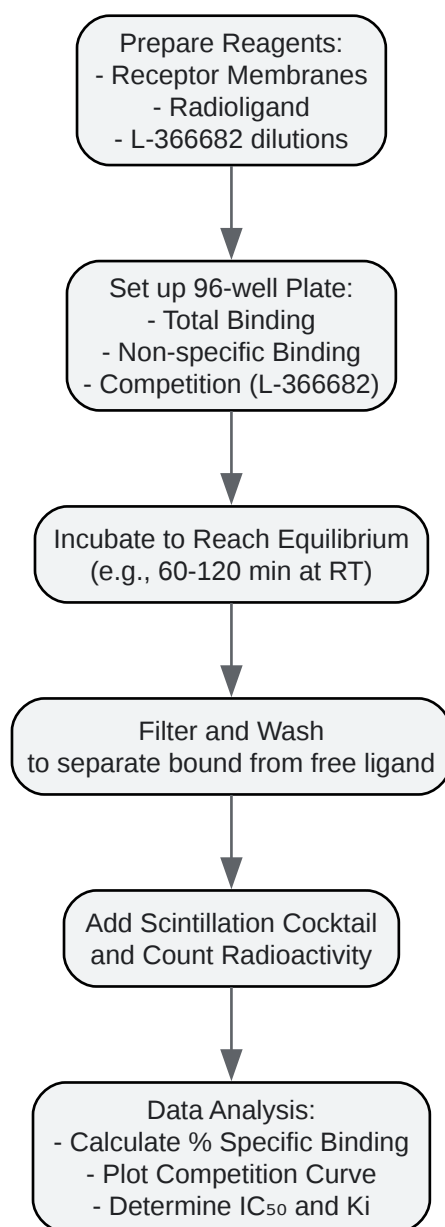 Prepare Reagents:
- Receptor Membranes
- Radioligand
- L-366682 dilutions
Set up 96-well Plate:
- Total Binding
- Non-specific Binding
- Competition (L-366682)
Incubate to Reach Equilibrium
(e.g., 60-120 min at RT)
Filter and Wash
to separate bound from free ligand
Add Scintillation Cocktail
and Count Radioactivity
Data Analysis:
- Calculate % Specific Binding
- Plot Competition Curve
- Determine IC₅₀ and Ki